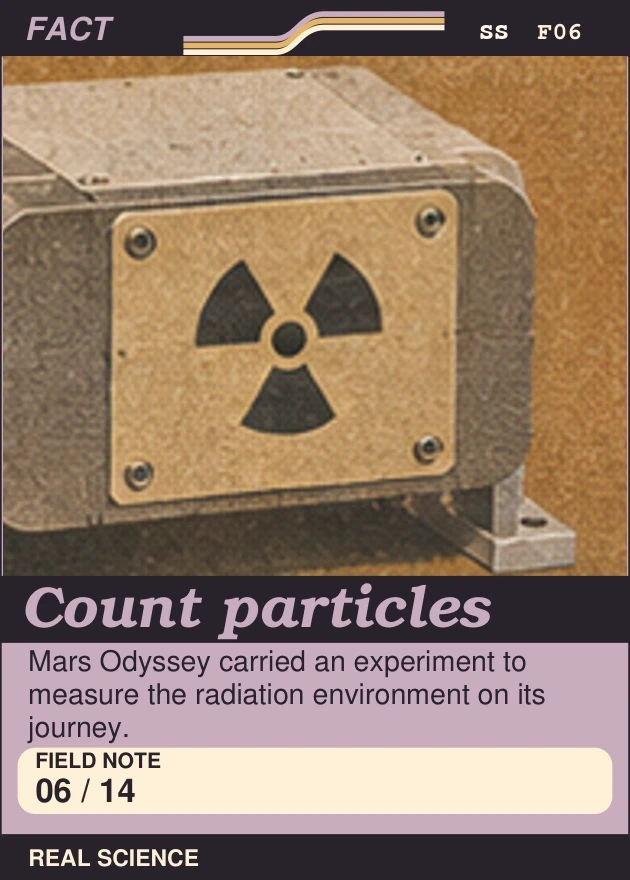 FACT
SS F06
Count particles
Mars Odyssey carried an experiment to
measure the radiation environment on its
journey.
FIELD NOTE
06 / 14
REAL SCIENCE